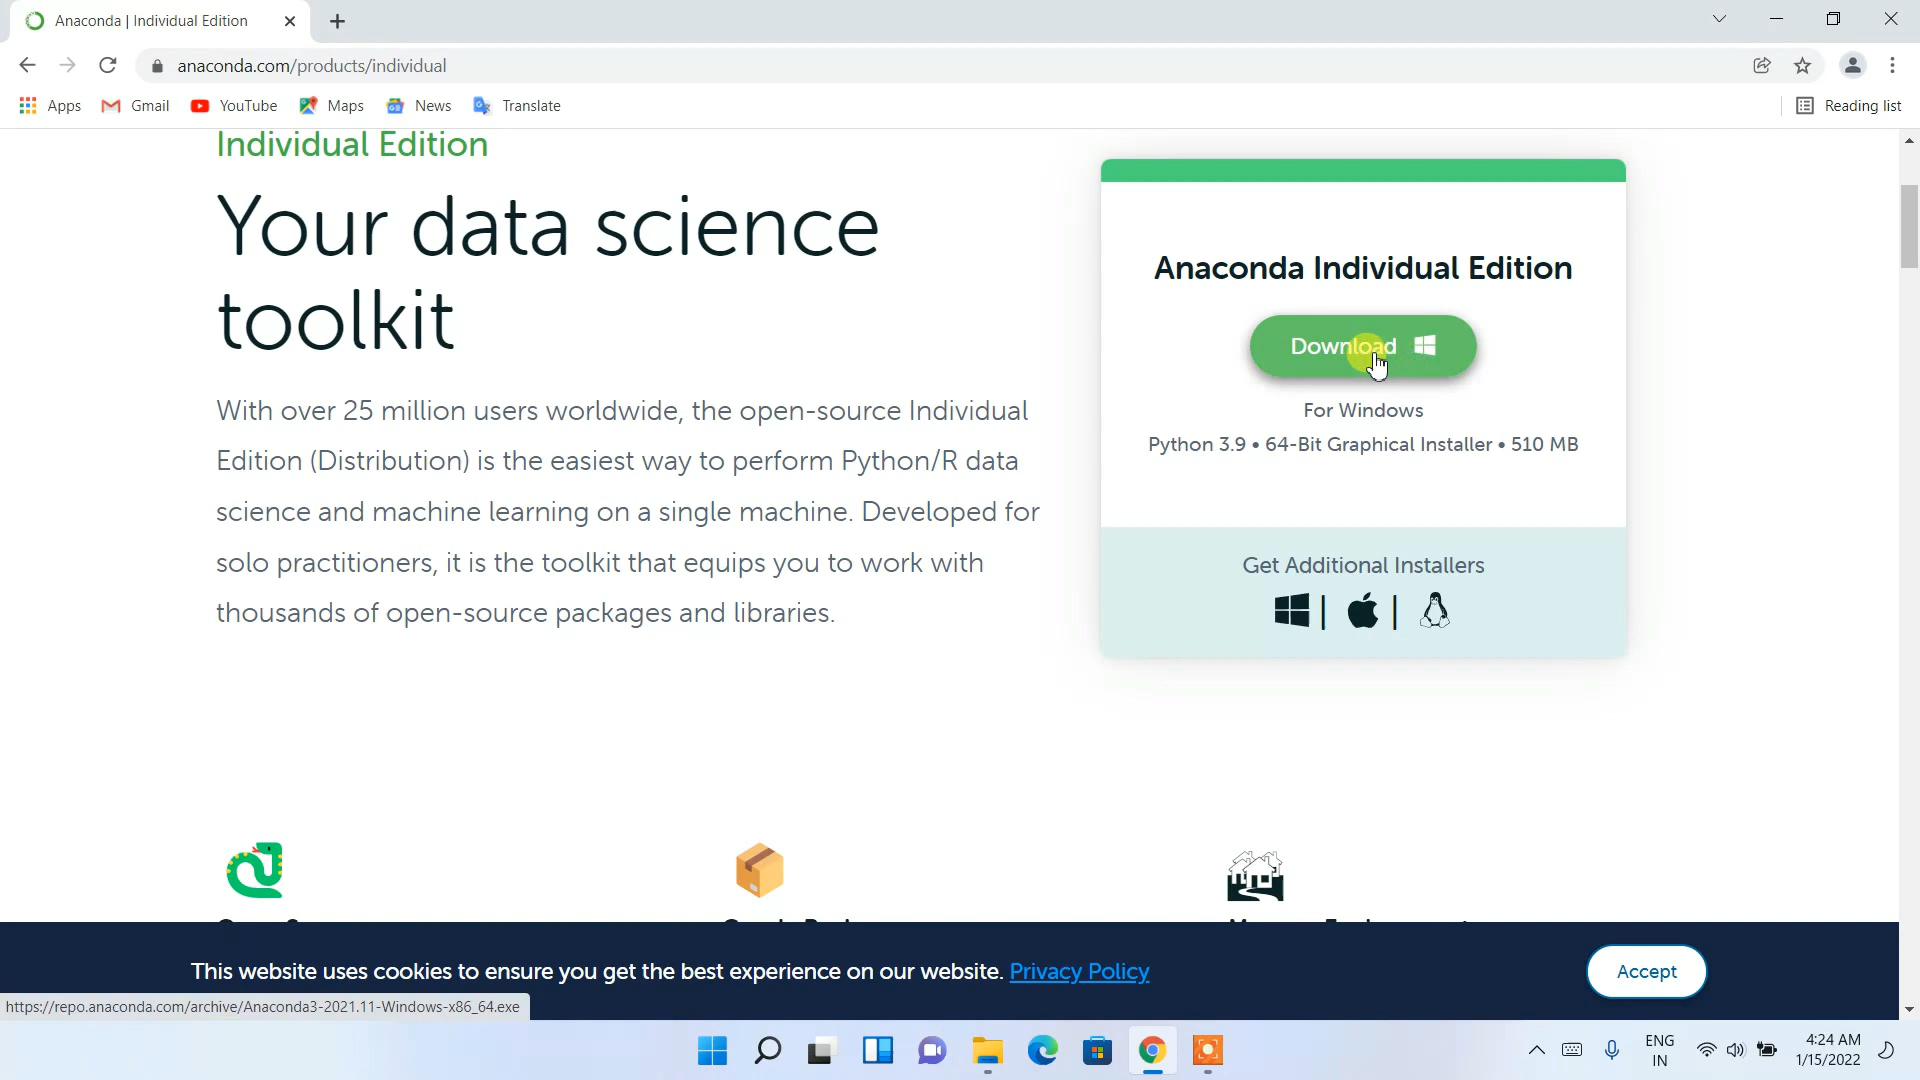 Anaconda | Individual Edition
anaconda.com/products/individual
Apps
Gmail
YouTube
Maps
News
Translate
Reading list
Individual Edition
Your data science
toolkit
With over 25 million users worldwide, the open-source Individual
Edition (Distribution) is the easiest way to perform Python/R data
science and machine learning on a single machine. Developed for
solo practitioners, it is the toolkit that equips you to work with
thousands of open-source packages and libraries.
Anaconda Individual Edition
Download
For Windows
Python 3.9 • 64-Bit Graphical Installer • 510 MB
Get Additional Installers
This website uses cookies to ensure you get the best experience on our website. Privacy Policy
Accept
https://repo.anaconda.com/archive/Anaconda3-2021.11-Windows-x86_64.exe
ENG
IN
4:24 AM
1/15/2022